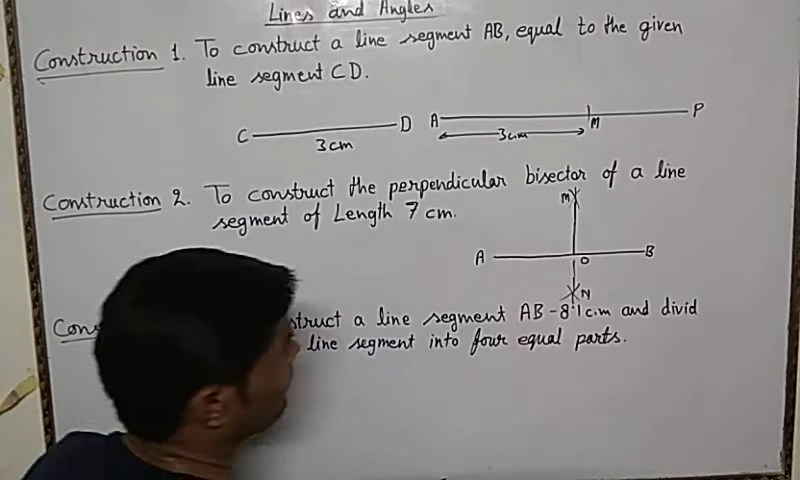 Lines and Angles
Construction 1. To construct a line segment AB, equal to the given
line segment CD.
C D A M P
3cm 3cm
Construction 2. To construct the perpendicular bisector of a line
segment of Length 7 cm.
M
A O B
N
Cons struct a line segment AB - 8.1 c.m and divid
line segment into four equal parts.